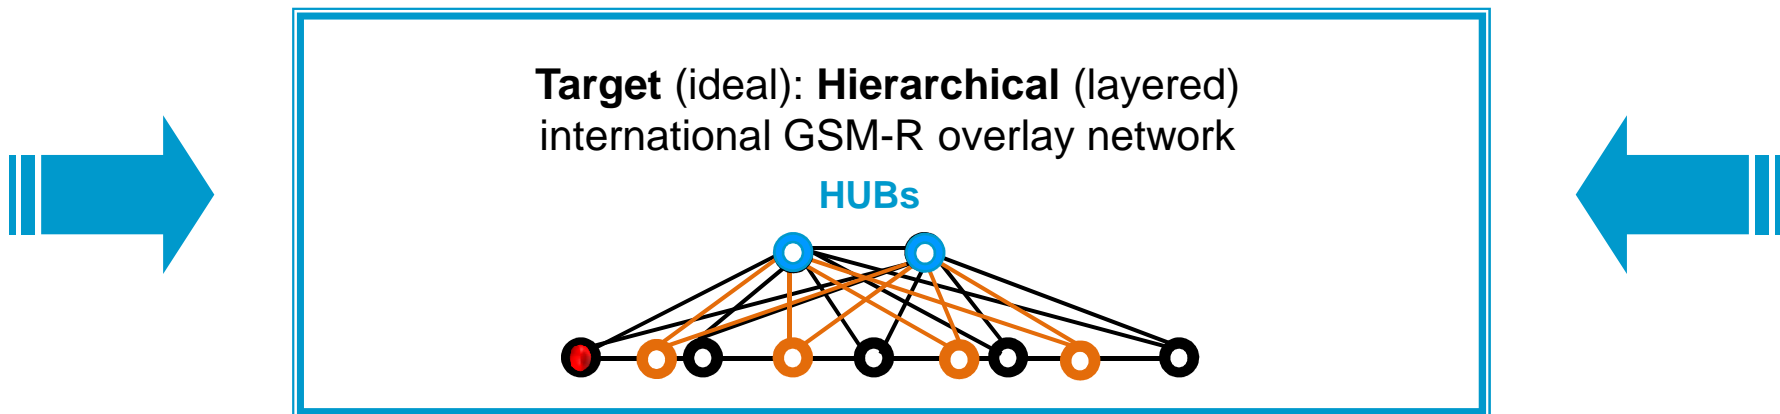 Target (ideal): Hierarchical (layered)
international GSM-R overlay network
HUBs